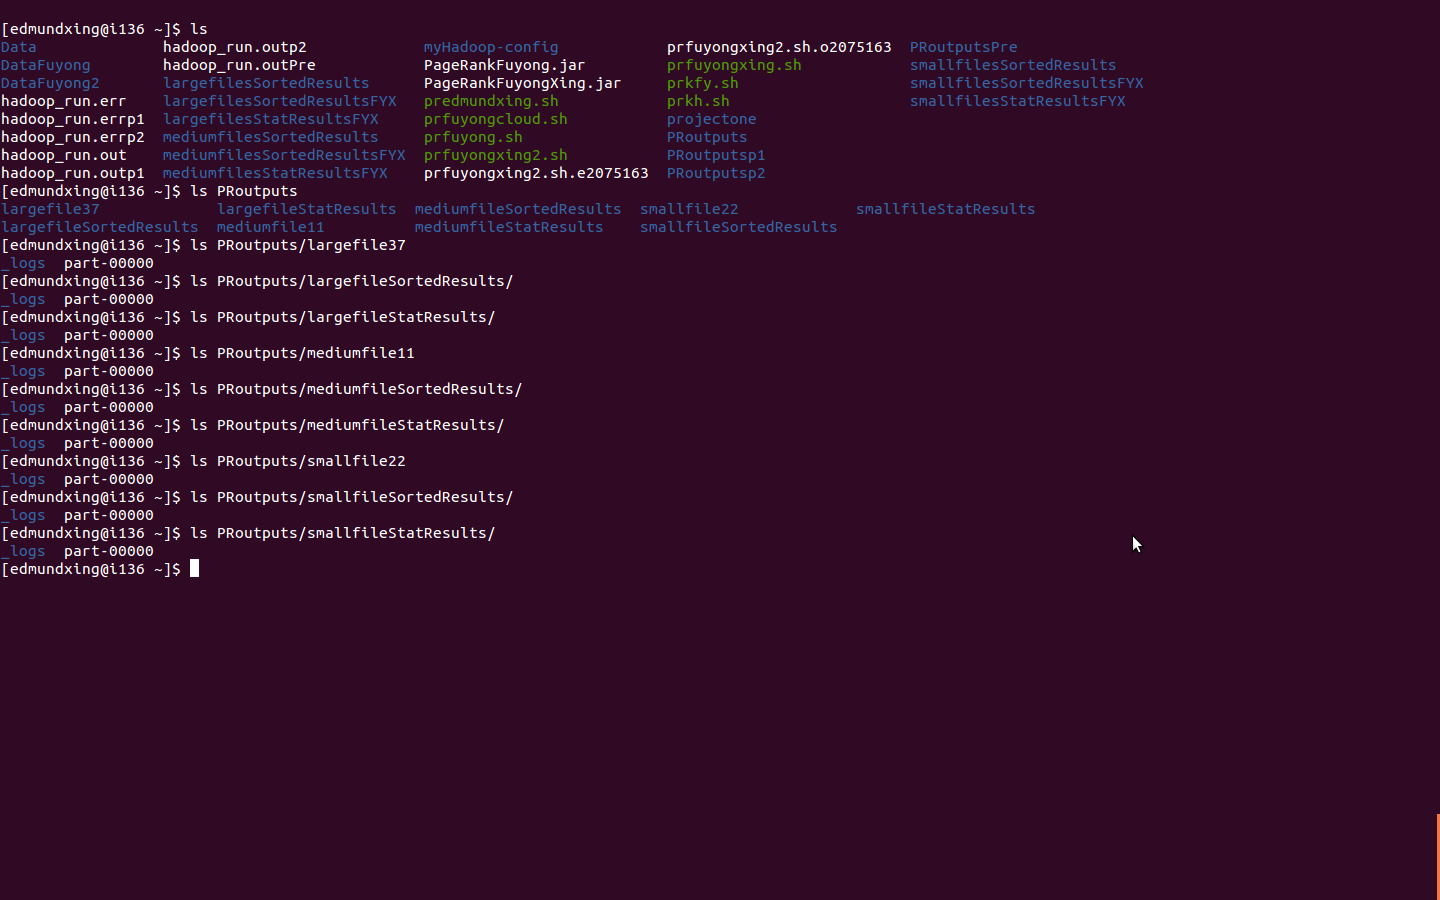 [edmundxing@i136 ~]$ ls
Data              hadoop_run.outp2             myHadoop-config            prfuyongxing2.sh.o2075163  PRoutputsPre
DataFuyong        hadoop_run.outPre            PageRankFuyong.jar         prfuyongxing.sh            smallfilesSortedResults
DataFuyong2       largefilesSortedResults      PageRankFuyongXing.jar     prkfy.sh                   smallfilesSortedResultsFYX
hadoop_run.err    largefilesSortedResultsFYX   predmundxing.sh            prkh.sh                    smallfilesStatResultsFYX
hadoop_run.errp1  largefilesStatResultsFYX     prfuyongcloud.sh           projectone
hadoop_run.errp2  mediumfilesSortedResults     prfuyong.sh                PRoutputs
hadoop_run.out    mediumfilesSortedResultsFYX  prfuyongxing2.sh           PRoutputsp1
hadoop_run.outp1  mediumfilesStatResultsFYX    prfuyongxing2.sh.e2075163  PRoutputsp2
[edmundxing@i136 ~]$ ls PRoutputs
largefile37             largefileStatResults  mediumfileSortedResults  smallfile22             smallfileStatResults
largefileSortedResults  mediumfile11          mediumfileStatResults    smallfileSortedResults
[edmundxing@i136 ~]$ ls PRoutputs/largefile37
_logs  part-00000
[edmundxing@i136 ~]$ ls PRoutputs/largefileSortedResults/
_logs  part-00000
[edmundxing@i136 ~]$ ls PRoutputs/largefileStatResults/
_logs  part-00000
[edmundxing@i136 ~]$ ls PRoutputs/mediumfile11
_logs  part-00000
[edmundxing@i136 ~]$ ls PRoutputs/mediumfileSortedResults/
_logs  part-00000
[edmundxing@i136 ~]$ ls PRoutputs/mediumfileStatResults/
_logs  part-00000
[edmundxing@i136 ~]$ ls PRoutputs/smallfile22
_logs  part-00000
[edmundxing@i136 ~]$ ls PRoutputs/smallfileSortedResults/
_logs  part-00000
[edmundxing@i136 ~]$ ls PRoutputs/smallfileStatResults/
_logs  part-00000
[edmundxing@i136 ~]$